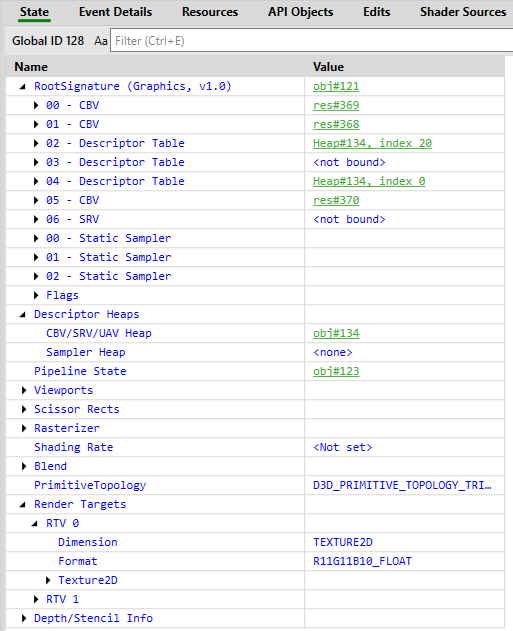 State Event Details Resources API Objects Edits Shader Sources
Global ID 128 Aa Filter (Ctrl+E)
Name Value
RootSignature (Graphics, v1.0) obj#121
00 - CBV res#369
01 - CBV res#368
02 - Descriptor Table Heap#134, index 20
03 - Descriptor Table <not bound>
04 - Descriptor Table Heap#134, index 0
05 - CBV res#370
06 - SRV <not bound>
00 - Static Sampler
01 - Static Sampler
02 - Static Sampler
Flags
Descriptor Heaps
CBV/SRV/UAV Heap obj#134
Sampler Heap <none>
Pipeline State obj#123
Viewports
Scissor Rects
Rasterizer
Shading Rate <Not set>
Blend
PrimitiveTopology D3D_PRIMITIVE_TOPOLOGY_TRI…
Render Targets
RTV 0
Dimension TEXTURE2D
Format R11G11B10_FLOAT
Texture2D
RTV 1
Depth/Stencil Info